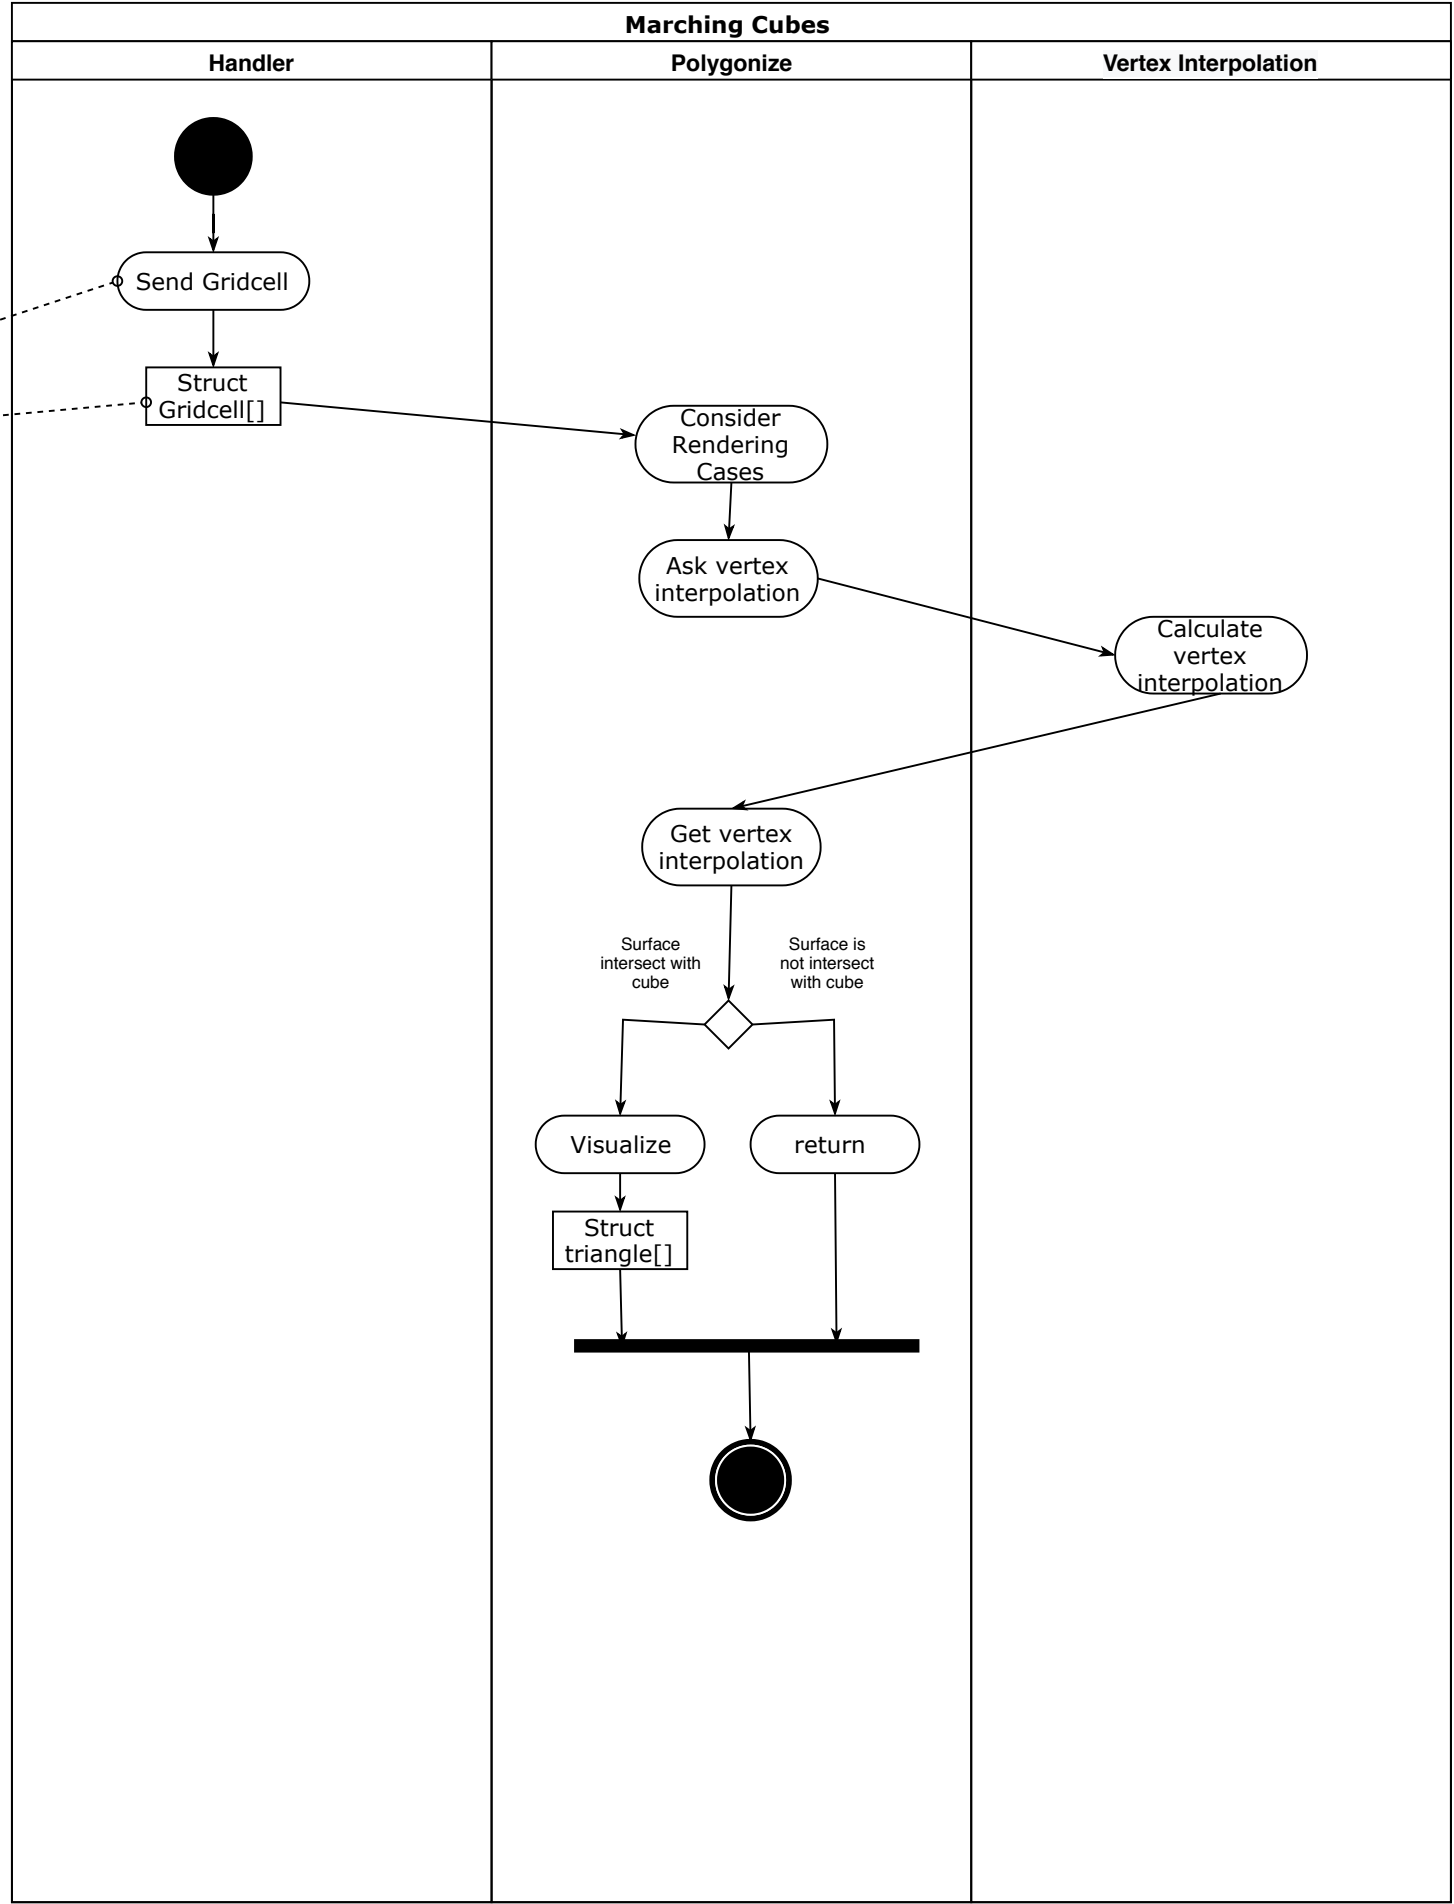 Marching Cubes
Handler
Polygonize
Vertex Interpolation
Send Gridcell
Struct
Gridcell[]
Consider
Rendering
Cases
Ask vertex
interpolation
Calculate
vertex
interpolation
Get vertex
interpolation
Surface
intersect with
cube
Surface is
not intersect
with cube
Visualize
return
Struct
triangle[]